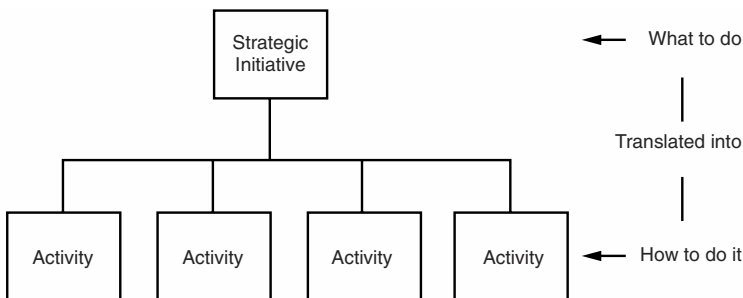 Strategic
Initiative
What to do
Translated into
Activity
Activity
Activity
Activity
How to do it